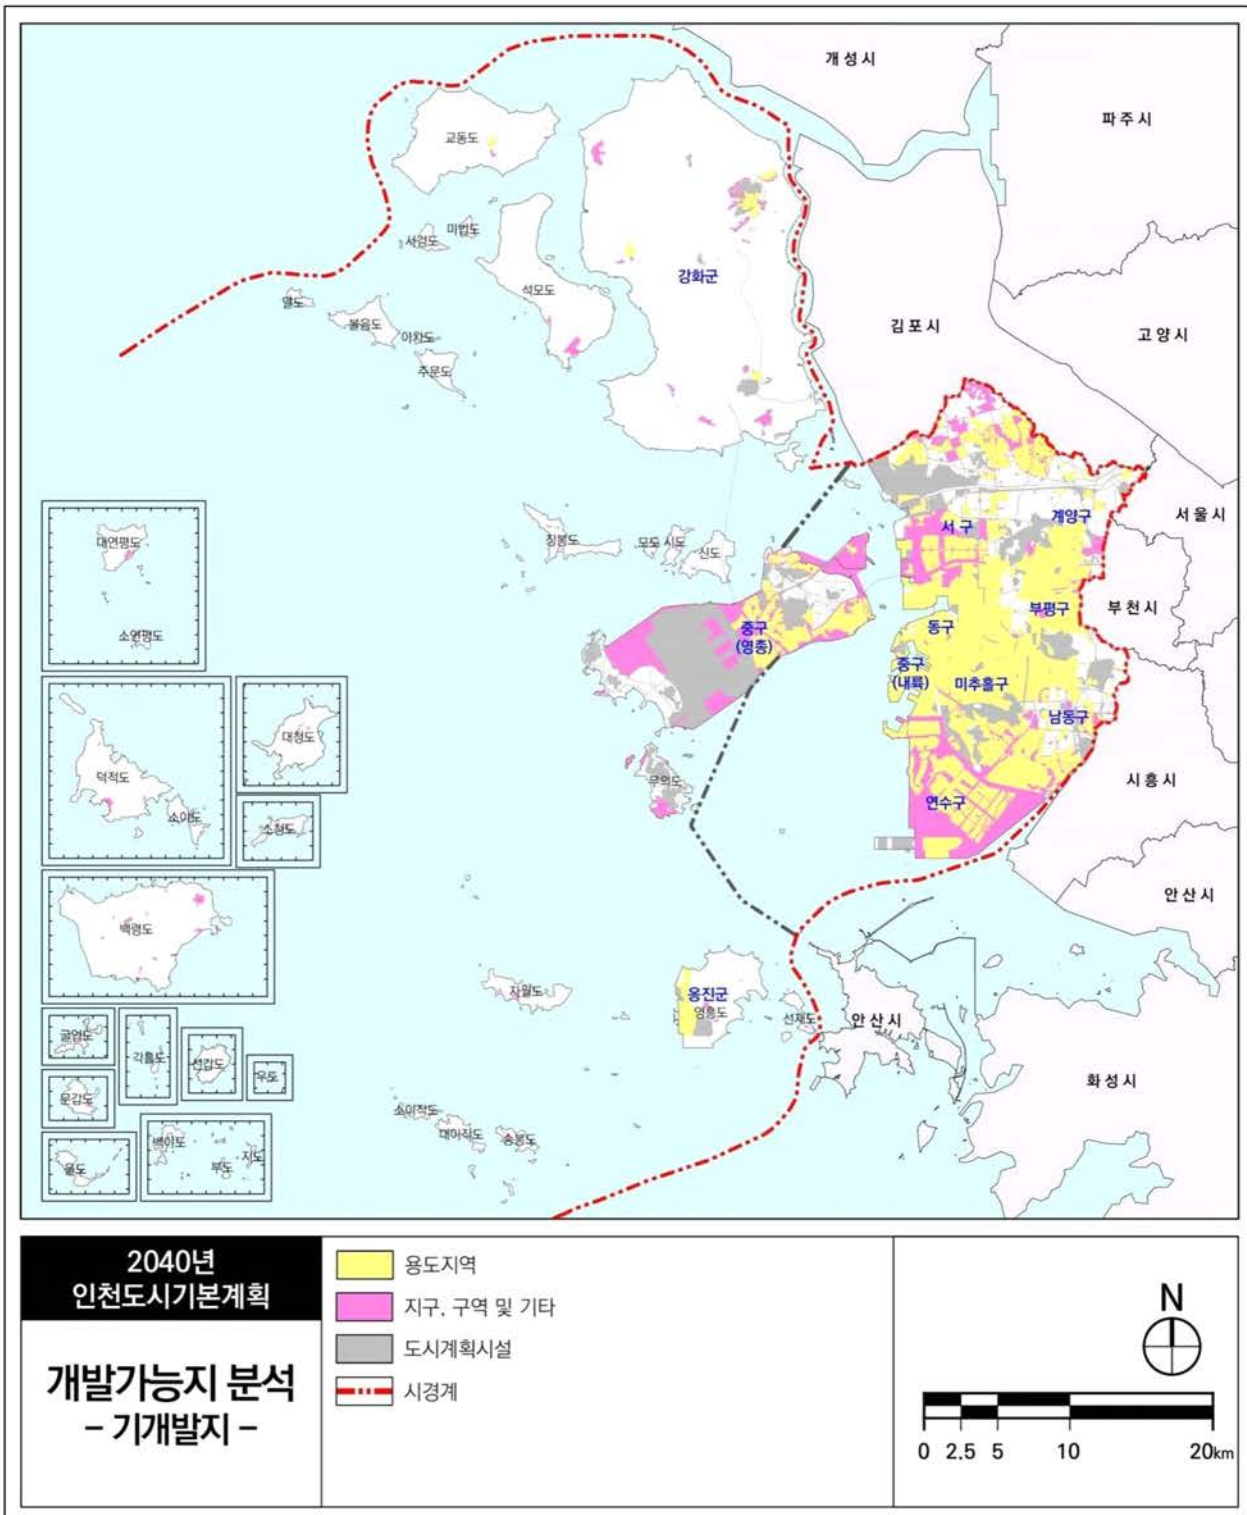 개성시
파주시
교동도
미법도
서검도
강화군
석모도
말도
볼음도
아차도
주문도
김포시
고양시
서울시
계양구
서구
대연평도
소연평도
장봉도
모도
시도
신도
부평구
부천시
동구
중구
(영종)
중구
(내륙)
미추홀구
남동구
덕적도
대청도
소야도
소청도
무의도
연수구
시흥시
안산시
백령도
자월도
옹진군
영흥도
선재도
안산시
화성시
굴업도
각흘도
선갑도
우도
문갑도
소이작도
대이작도
승봉도
울도
백아도
부도
지도
2040년
인천도시기본계획
개발가능지 분석
- 기개발지 -
용도지역
지구, 구역 및 기타
도시계획시설
시경계
N
0 2.5 5 10 20km